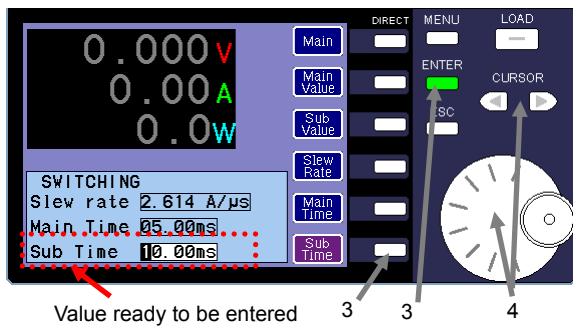 DIRECT
MENU
LOAD
0.000V
Main
ENTER
0.00A
Main
Value
CURSOR
0.0W
Sub
Value
ESC
Slew
Rate
SWITCHING
Slew rate 2.614 A/µs
Main
Time
Main Time 05.00ms
Sub Time 10.00ms
Sub
Time
Value ready to be entered
3
3
4